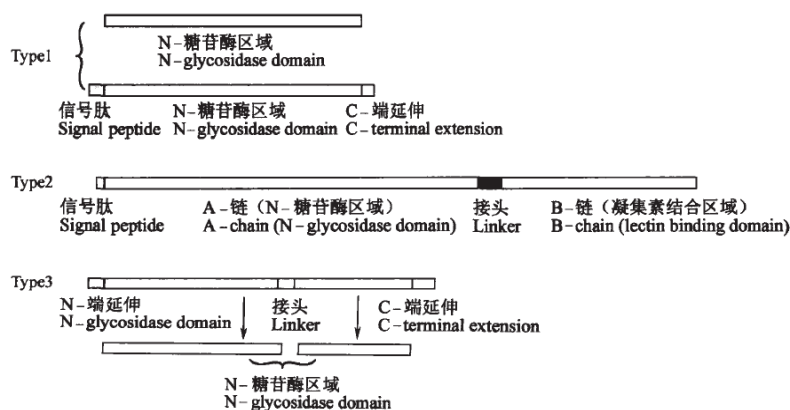 Type1
N-糖苷酶区域
N-glycosidase domain
信号肽 N-糖苷酶区域 C-端延伸
Signal peptide N-glycosidase domain C-terminal extension
Type2
信号肽 A-链（N-糖苷酶区域） 接头 B-链（凝集素结合区域）
Signal peptide A-chain (N-glycosidase domain) Linker B-chain (lectin binding domain)
Type3
N-端延伸 接头 C-端延伸
N-glycosidase domain Linker C-terminal extension
N-糖苷酶区域
N-glycosidase domain